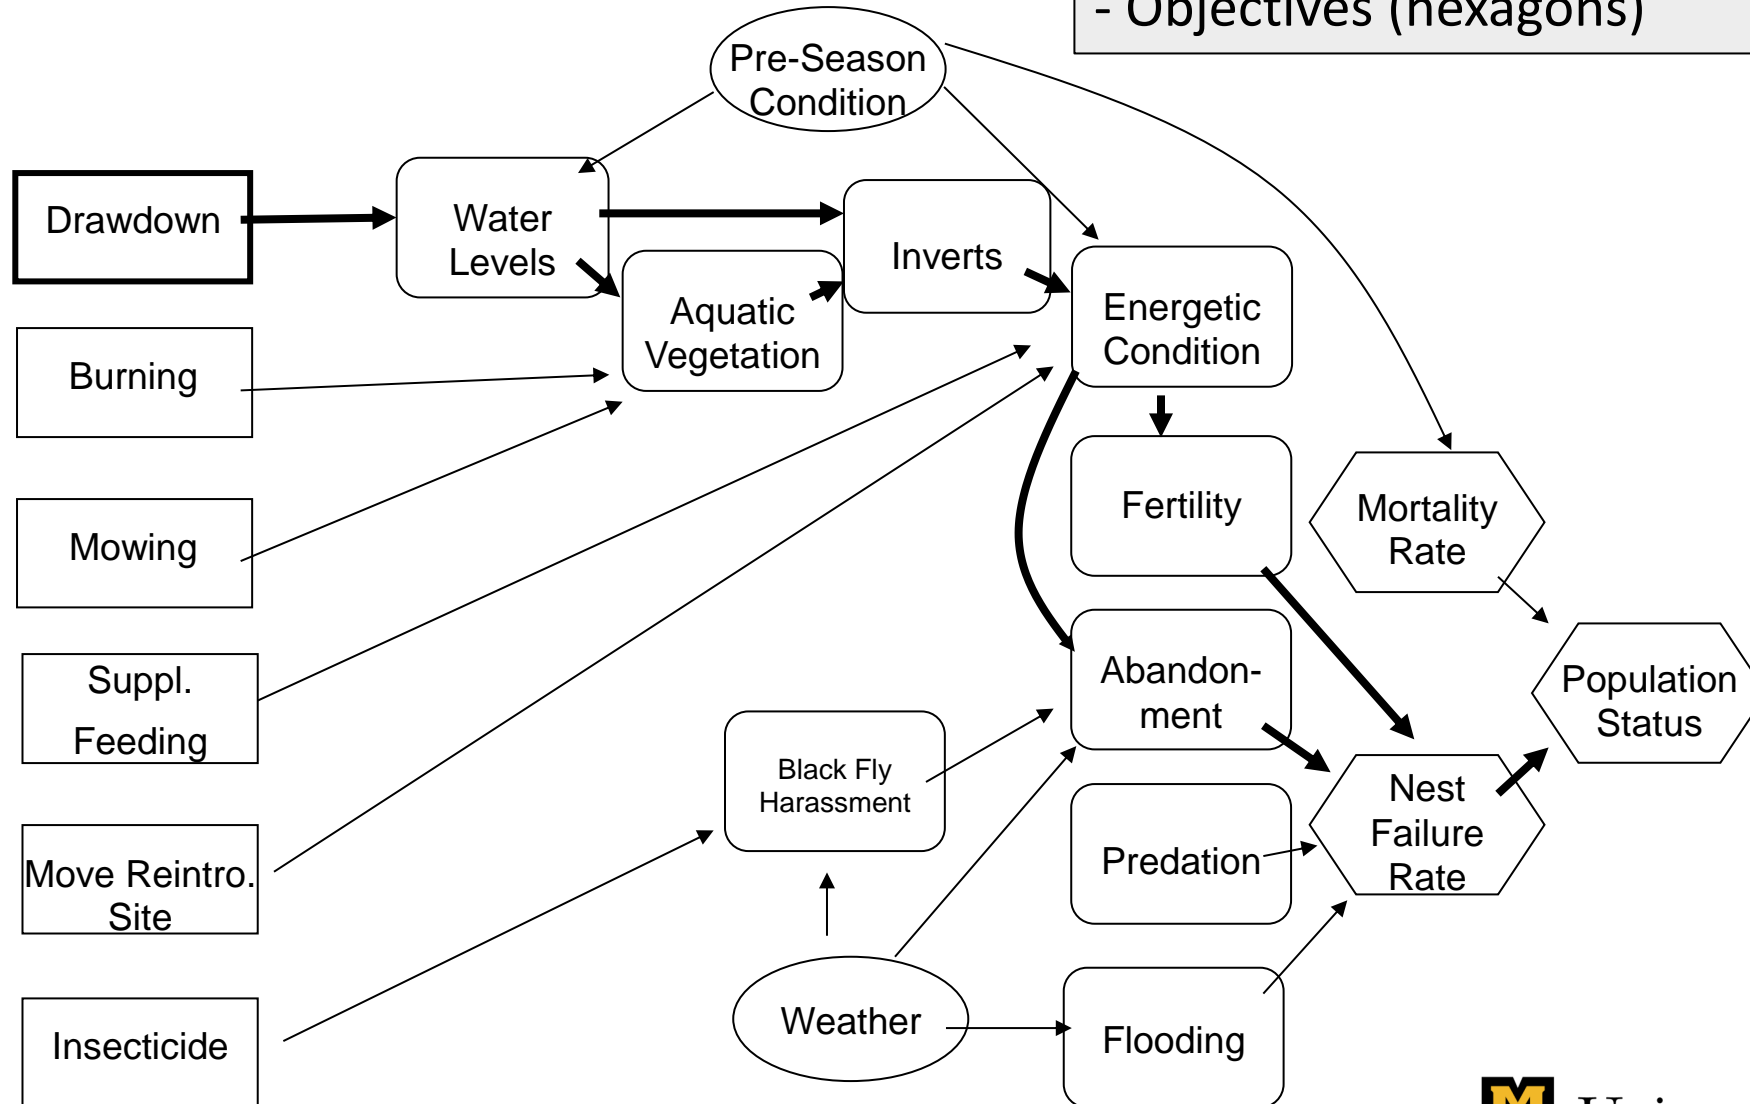 - Objectives (hexagons)
Pre-Season
Condition
Drawdown
Water
Levels
Inverts
Aquatic
Vegetation
Energetic
Condition
Burning
Mowing
Fertility
Mortality
Rate
Suppl.
Feeding
Abandon-
ment
Population
Status
Black Fly
Harassment
Nest
Failure
Rate
Move Reintro.
Site
Predation
Weather
Flooding
Insecticide
M